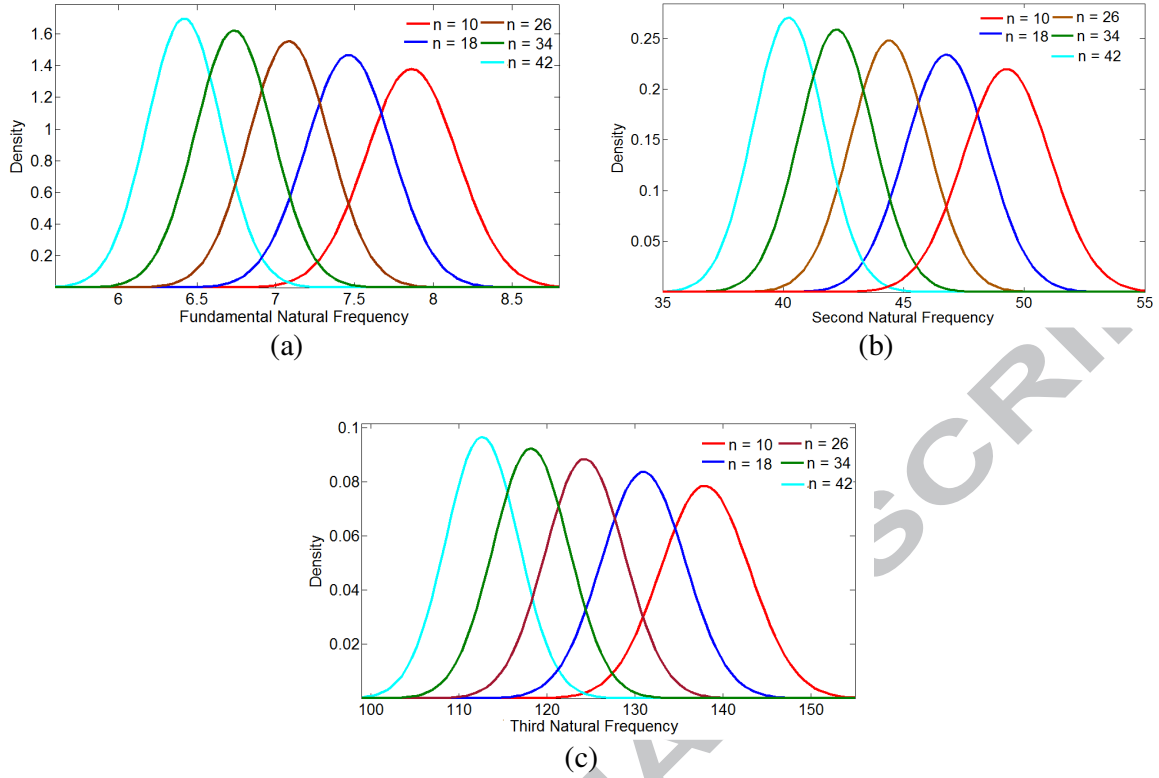 n = 10 n = 26
n = 18 n = 34
n = 42
1.6
1.4
1.2
1
0.8
0.6
0.4
0.2
Density
6 6.5 7 7.5 8 8.5
Fundamental Natural Frequency
(a)
n = 10 n = 26
n = 18 n = 34
n = 42
0.25
0.2
0.15
0.1
0.05
Density
35 40 45 50 55
Second Natural Frequency
(b)
n = 10 n = 26
n = 18 n = 34
n = 42
0.1
0.08
0.06
0.04
0.02
Density
100 110 120 130 140 150
Third Natural Frequency
(c)